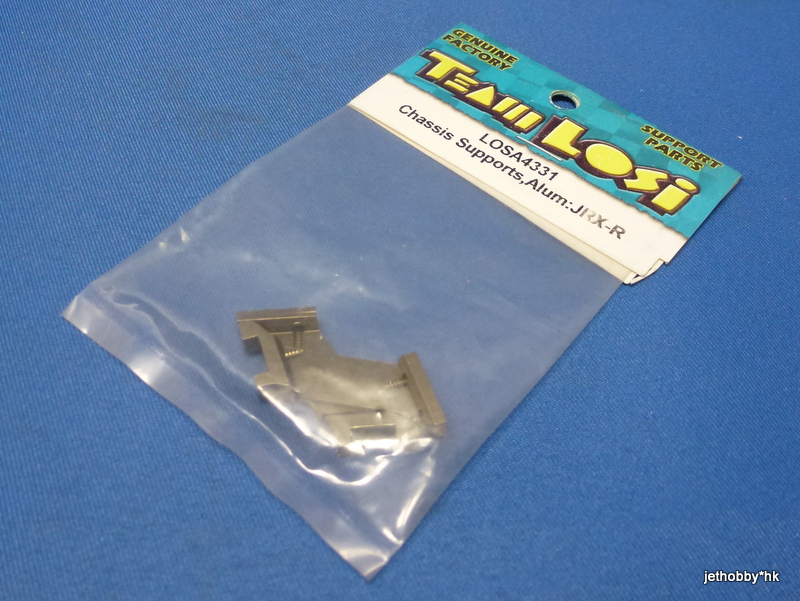 GENUINE
FACTORY
TEAM LOSI
SUPPORT
PARTS
LOSA4331
Chassis Supports,Alum:JRX-R
jethobby*hk